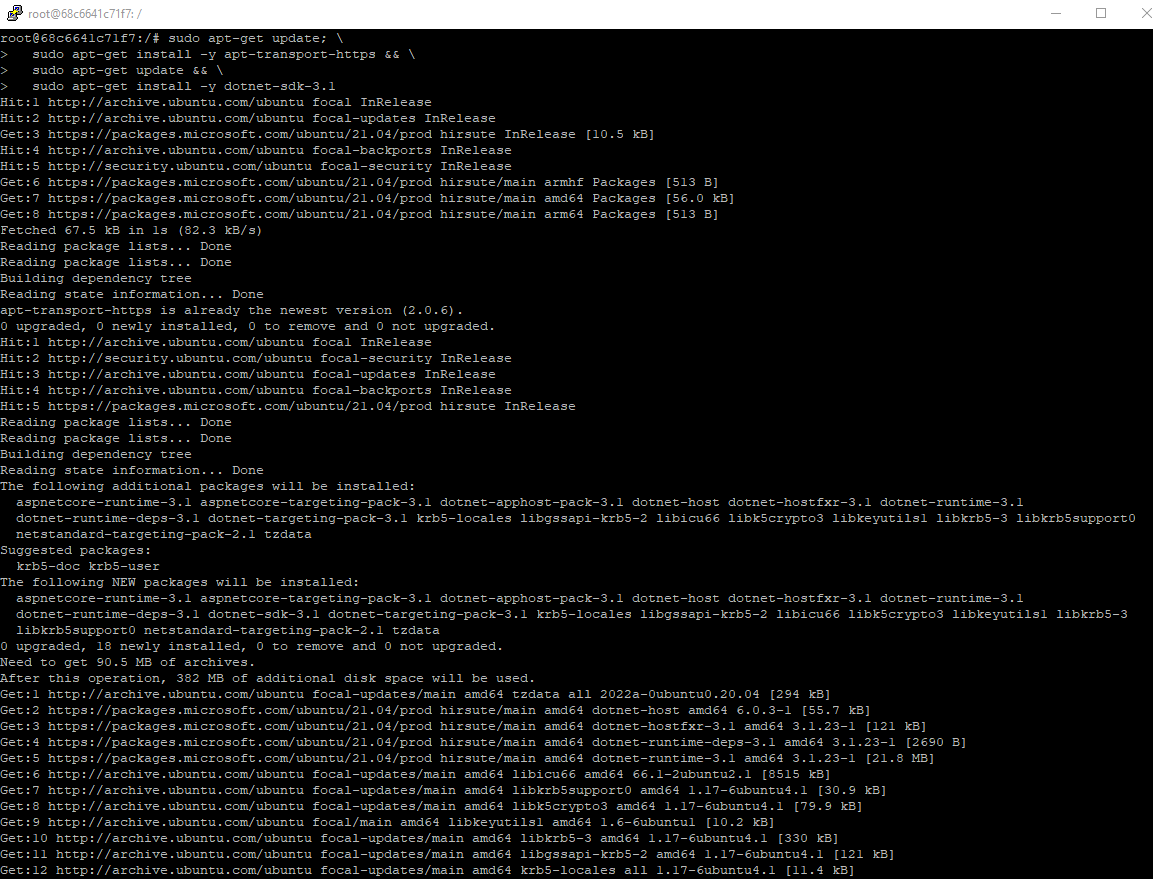 root@68c6641c71f7: /
root@68c6641c71f7:/# sudo apt-get update; \
>   sudo apt-get install -y apt-transport-https && \
>   sudo apt-get update && \
>   sudo apt-get install -y dotnet-sdk-3.1
Hit:1 http://archive.ubuntu.com/ubuntu focal InRelease
Hit:2 http://archive.ubuntu.com/ubuntu focal-updates InRelease
Get:3 https://packages.microsoft.com/ubuntu/21.04/prod hirsute InRelease [10.5 kB]
Hit:4 http://archive.ubuntu.com/ubuntu focal-backports InRelease
Hit:5 http://security.ubuntu.com/ubuntu focal-security InRelease
Get:6 https://packages.microsoft.com/ubuntu/21.04/prod hirsute/main armhf Packages [513 B]
Get:7 https://packages.microsoft.com/ubuntu/21.04/prod hirsute/main amd64 Packages [56.0 kB]
Get:8 https://packages.microsoft.com/ubuntu/21.04/prod hirsute/main arm64 Packages [513 B]
Fetched 67.5 kB in 1s (82.3 kB/s)
Reading package lists... Done
Reading package lists... Done
Building dependency tree
Reading state information... Done
apt-transport-https is already the newest version (2.0.6).
0 upgraded, 0 newly installed, 0 to remove and 0 not upgraded.
Hit:1 http://archive.ubuntu.com/ubuntu focal InRelease
Hit:2 http://security.ubuntu.com/ubuntu focal-security InRelease
Hit:3 http://archive.ubuntu.com/ubuntu focal-updates InRelease
Hit:4 http://archive.ubuntu.com/ubuntu focal-backports InRelease
Hit:5 https://packages.microsoft.com/ubuntu/21.04/prod hirsute InRelease
Reading package lists... Done
Reading package lists... Done
Building dependency tree
Reading state information... Done
The following additional packages will be installed:
  aspnetcore-runtime-3.1 aspnetcore-targeting-pack-3.1 dotnet-apphost-pack-3.1 dotnet-host dotnet-hostfxr-3.1 dotnet-runtime-3.1
  dotnet-runtime-deps-3.1 dotnet-targeting-pack-3.1 krb5-locales libgssapi-krb5-2 libicu66 libk5crypto3 libkeyutils1 libkrb5-3 libkrb5support0
  netstandard-targeting-pack-2.1 tzdata
Suggested packages:
  krb5-doc krb5-user
The following NEW packages will be installed:
  aspnetcore-runtime-3.1 aspnetcore-targeting-pack-3.1 dotnet-apphost-pack-3.1 dotnet-host dotnet-hostfxr-3.1 dotnet-runtime-3.1
  dotnet-runtime-deps-3.1 dotnet-sdk-3.1 dotnet-targeting-pack-3.1 krb5-locales libgssapi-krb5-2 libicu66 libk5crypto3 libkeyutils1 libkrb5-3
  libkrb5support0 netstandard-targeting-pack-2.1 tzdata
0 upgraded, 18 newly installed, 0 to remove and 0 not upgraded.
Need to get 90.5 MB of archives.
After this operation, 382 MB of additional disk space will be used.
Get:1 http://archive.ubuntu.com/ubuntu focal-updates/main amd64 tzdata all 2022a-0ubuntu0.20.04 [294 kB]
Get:2 https://packages.microsoft.com/ubuntu/21.04/prod hirsute/main amd64 dotnet-host amd64 6.0.3-1 [55.7 kB]
Get:3 https://packages.microsoft.com/ubuntu/21.04/prod hirsute/main amd64 dotnet-hostfxr-3.1 amd64 3.1.23-1 [121 kB]
Get:4 https://packages.microsoft.com/ubuntu/21.04/prod hirsute/main amd64 dotnet-runtime-deps-3.1 amd64 3.1.23-1 [2690 B]
Get:5 https://packages.microsoft.com/ubuntu/21.04/prod hirsute/main amd64 dotnet-runtime-3.1 amd64 3.1.23-1 [21.8 MB]
Get:6 http://archive.ubuntu.com/ubuntu focal-updates/main amd64 libicu66 amd64 66.1-2ubuntu2.1 [8515 kB]
Get:7 http://archive.ubuntu.com/ubuntu focal-updates/main amd64 libkrb5support0 amd64 1.17-6ubuntu4.1 [30.9 kB]
Get:8 http://archive.ubuntu.com/ubuntu focal-updates/main amd64 libk5crypto3 amd64 1.17-6ubuntu4.1 [79.9 kB]
Get:9 http://archive.ubuntu.com/ubuntu focal/main amd64 libkeyutils1 amd64 1.6-6ubuntu1 [10.2 kB]
Get:10 http://archive.ubuntu.com/ubuntu focal-updates/main amd64 libkrb5-3 amd64 1.17-6ubuntu4.1 [330 kB]
Get:11 http://archive.ubuntu.com/ubuntu focal-updates/main amd64 libgssapi-krb5-2 amd64 1.17-6ubuntu4.1 [121 kB]
Get:12 http://archive.ubuntu.com/ubuntu focal-updates/main amd64 krb5-locales all 1.17-6ubuntu4.1 [11.4 kB]